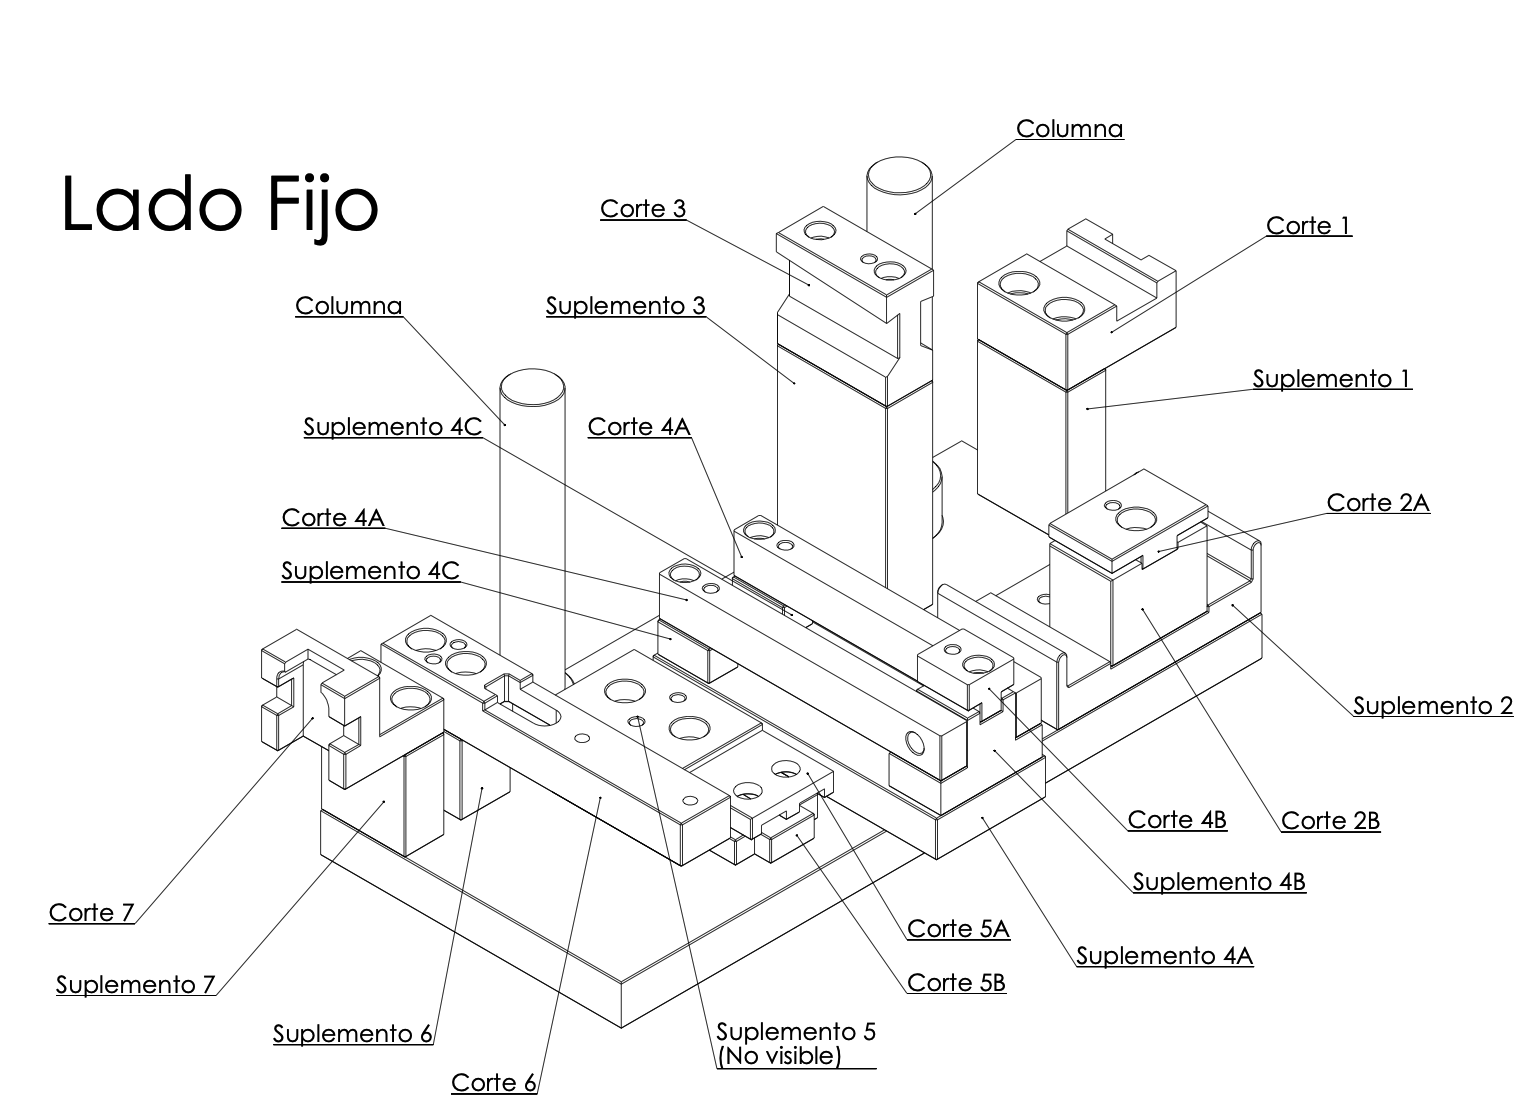 Columna
Lado Fijo
Corte 3
Corte 1
Columna
Suplemento 3
Suplemento 1
Suplemento 4C
Corte 4A
Corte 4A
Corte 2A
Suplemento 4C
Suplemento 2
Corte 4B
Corte 2B
Suplemento 4B
Corte 7
Corte 5A
Suplemento 4A
Suplemento 7
Corte 5B
Suplemento 6
Suplemento 5
(No visible)
Corte 6